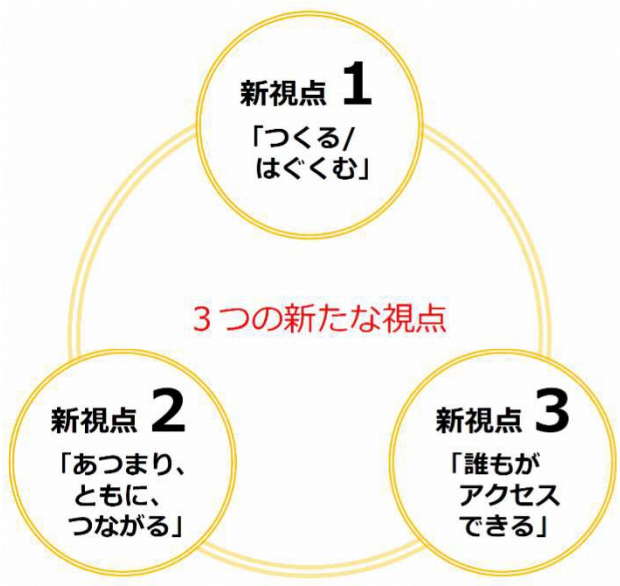 新視点 1
「つくる/
はぐくむ」
3つの新たな視点
新視点 2
「あつまり、
ともに、
つながる」
新視点 3
「誰もが
アクセス
できる」